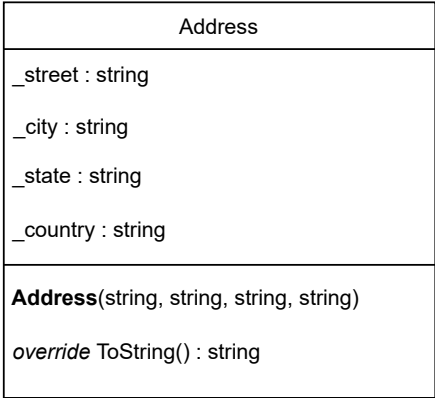 Address
_street : string
_city : string
_state : string
_country : string
Address(string, string, string, string)
override ToString() : string